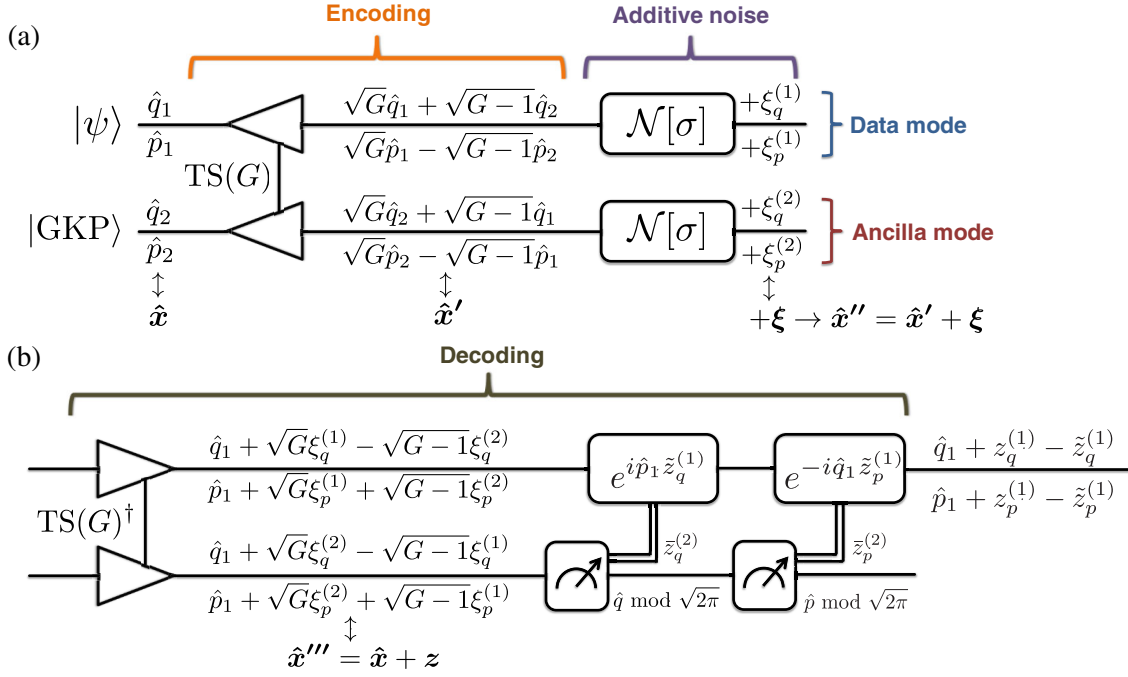 (a)
Encoding
Additive noise
|ψ⟩
q̂₁
p̂₁
√G q̂₁ + √G−1 q̂₂
√G p̂₁ − √G−1 p̂₂
N[σ]
+ξ_q^(1)
+ξ_p^(1)
Data mode
TS(G)
|GKP⟩
q̂₂
p̂₂
√G q̂₂ + √G−1 q̂₁
√G p̂₂ − √G−1 p̂₁
N[σ]
+ξ_q^(2)
+ξ_p^(2)
Ancilla mode
↕
↕
↕
x̂
x̂′
+ξ → x̂″ = x̂′ + ξ
(b)
Decoding
q̂₁ + √G ξ_q^(1) − √G−1 ξ_q^(2)
p̂₁ + √G ξ_p^(1) + √G−1 ξ_p^(2)
e^{i p̂₁ z̃_q^(1)}
e^{−i q̂₁ z̃_p^(1)}
q̂₁ + z_q^(1) − z̃_q^(1)
p̂₁ + z_p^(1) − z̃_p^(1)
TS(G)†
q̂₁ + √G ξ_q^(2) − √G−1 ξ_q^(1)
p̂₁ + √G ξ_p^(2) + √G−1 ξ_p^(1)
z̄_q^(2)
z̄_p^(2)
q̂ mod √2π
p̂ mod √2π
↕
x̂‴ = x̂ + z